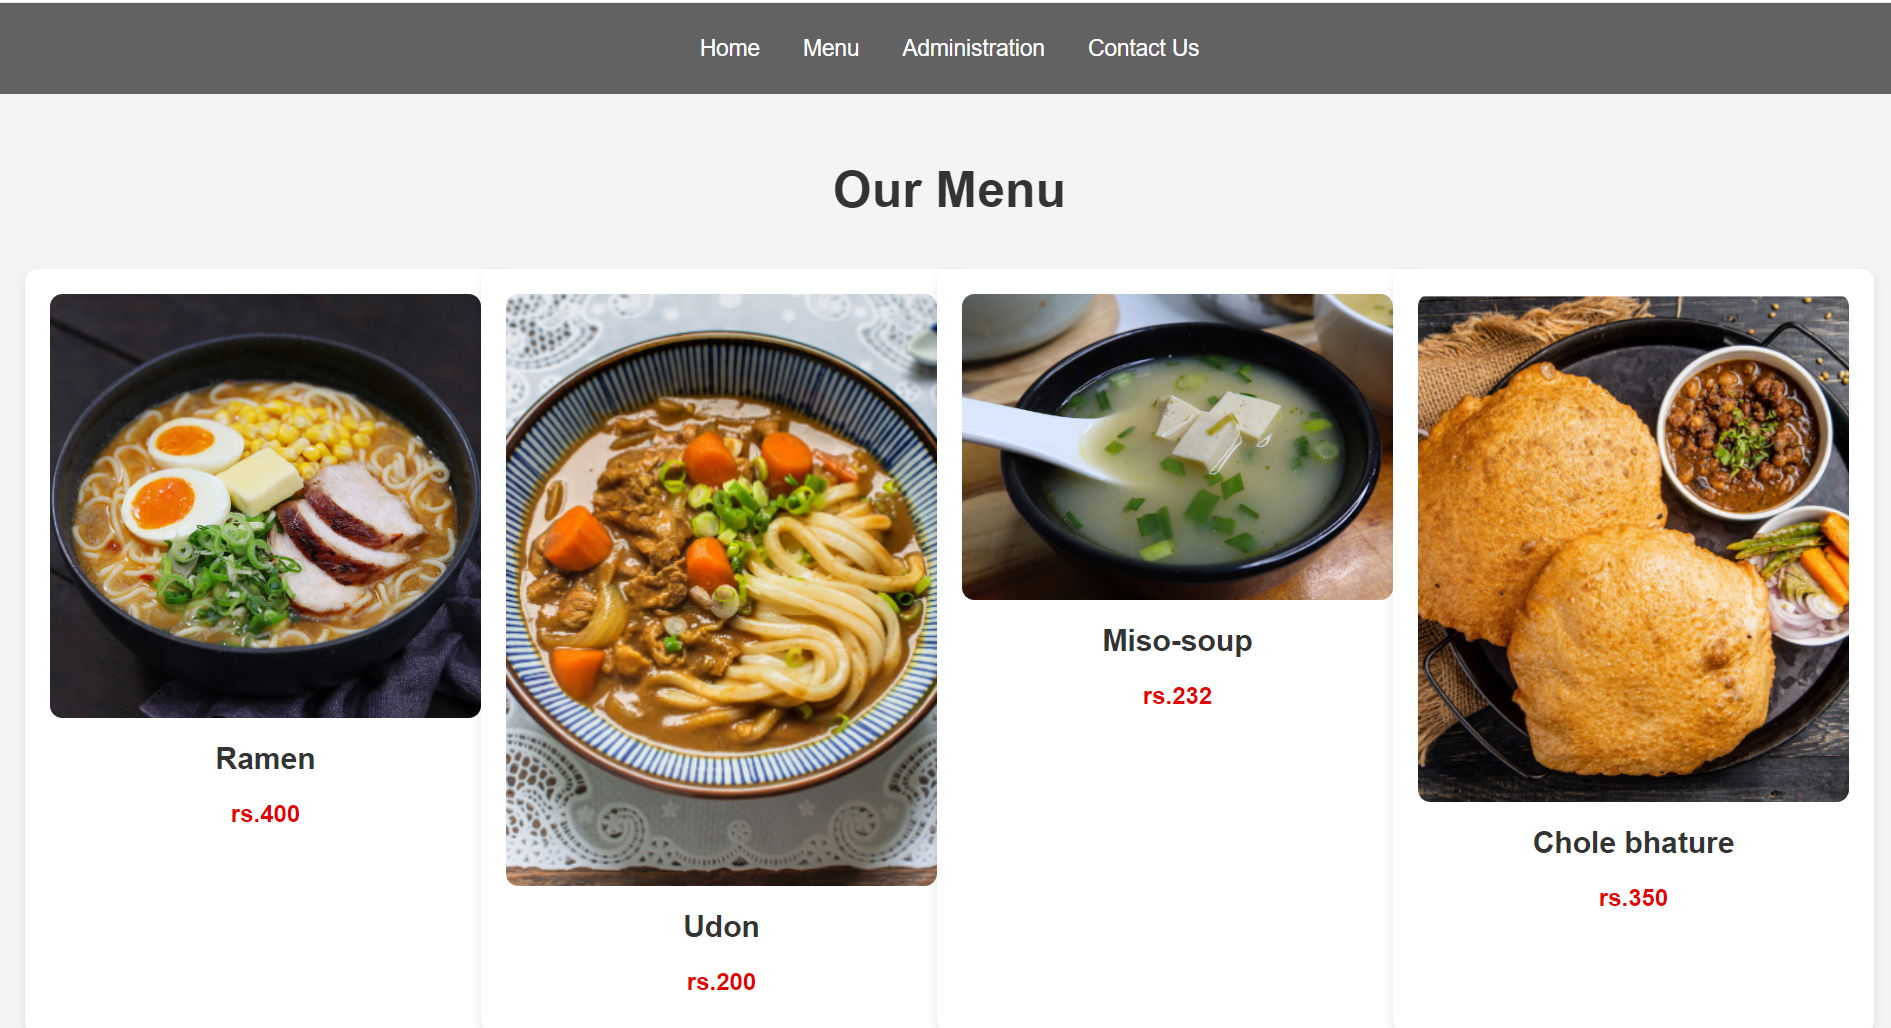 Home Menu Administration Contact Us
Our Menu
Ramen
rs.400
Udon
rs.200
Miso-soup
rs.232
Chole bhature
rs.350